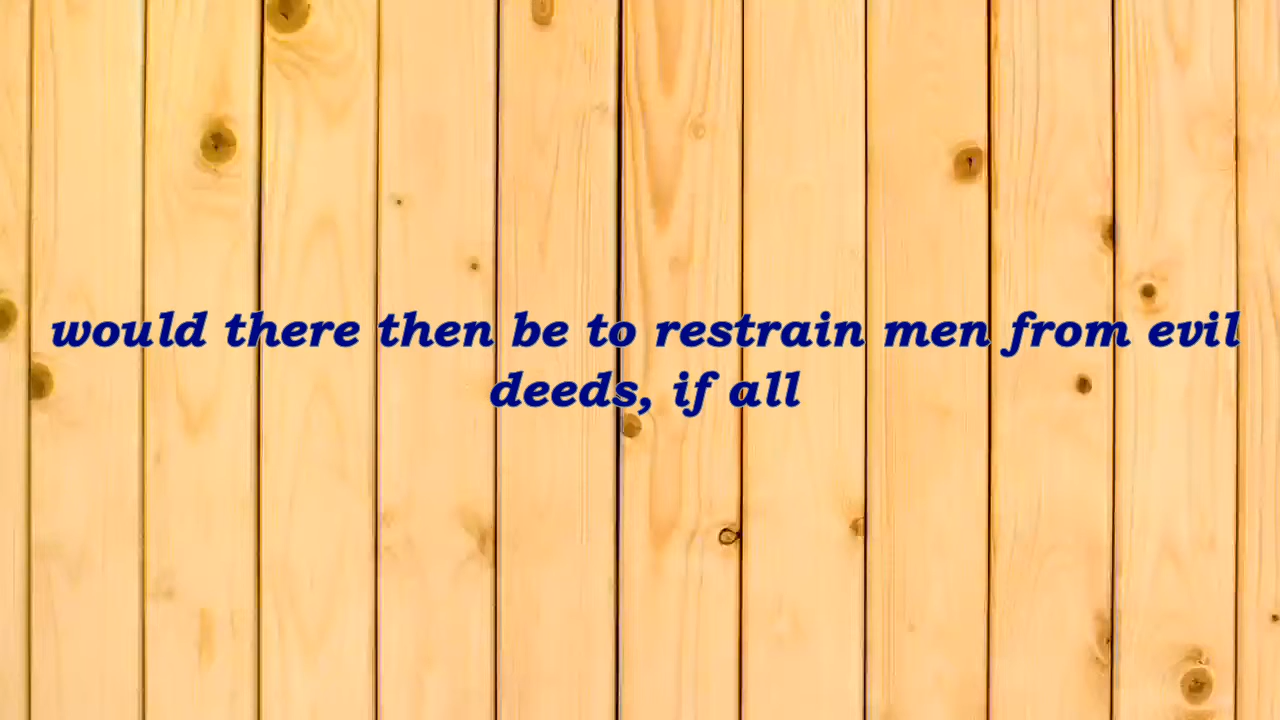 would there then be to restrain men from evil
deeds, if all